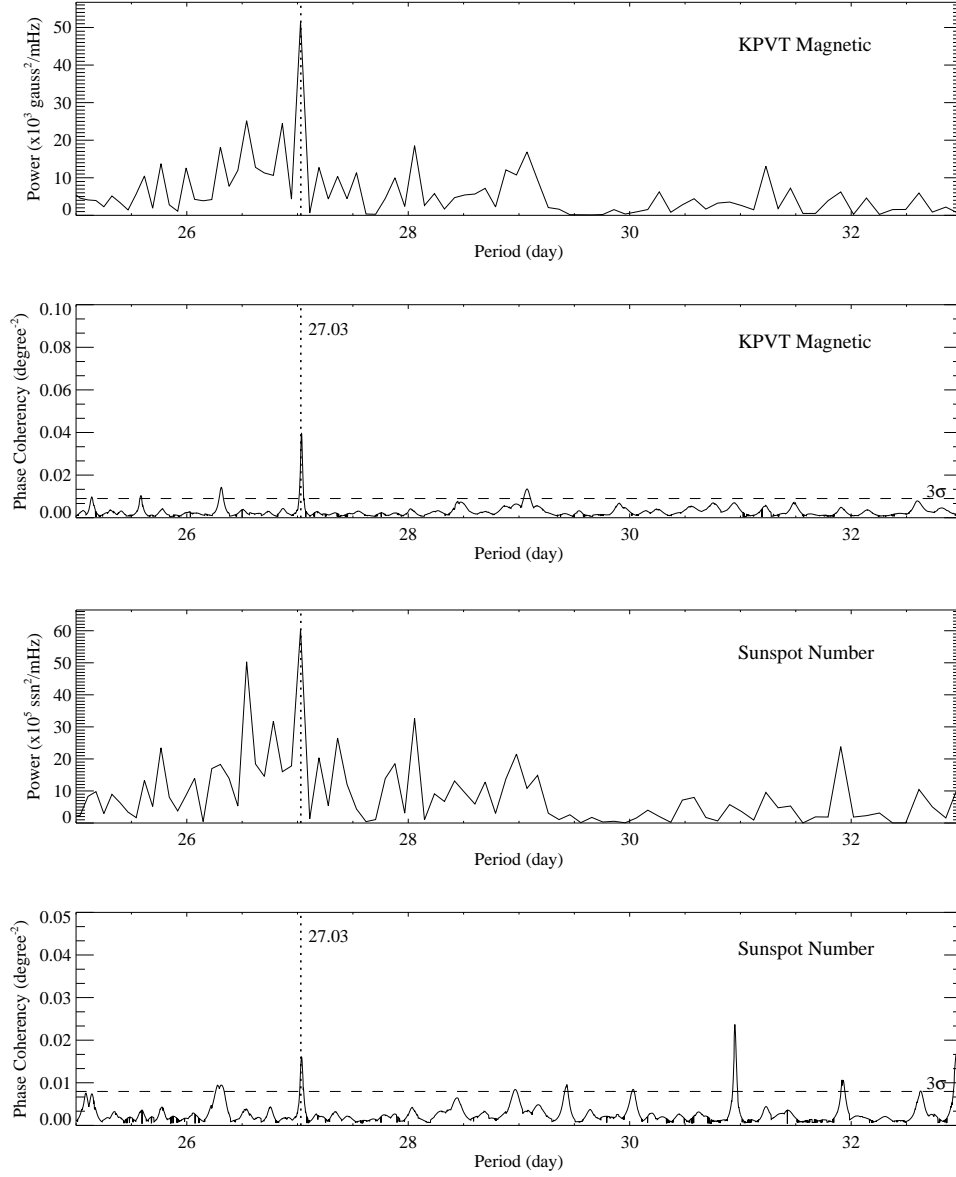 KPVT Magnetic
Power (x10³ gauss²/mHz)
50
40
30
20
10
0
26 28 30 32
Period (day)
KPVT Magnetic
27.03
Phase Coherency (degree⁻²)
0.10
0.08
0.06
0.04
0.02
0.00
3σ
26 28 30 32
Period (day)
Sunspot Number
Power (x10⁵ ssn²/mHz)
60
50
40
30
20
10
0
26 28 30 32
Period (day)
Sunspot Number
27.03
Phase Coherency (degree⁻²)
0.05
0.04
0.03
0.02
0.01
0.00
3σ
26 28 30 32
Period (day)